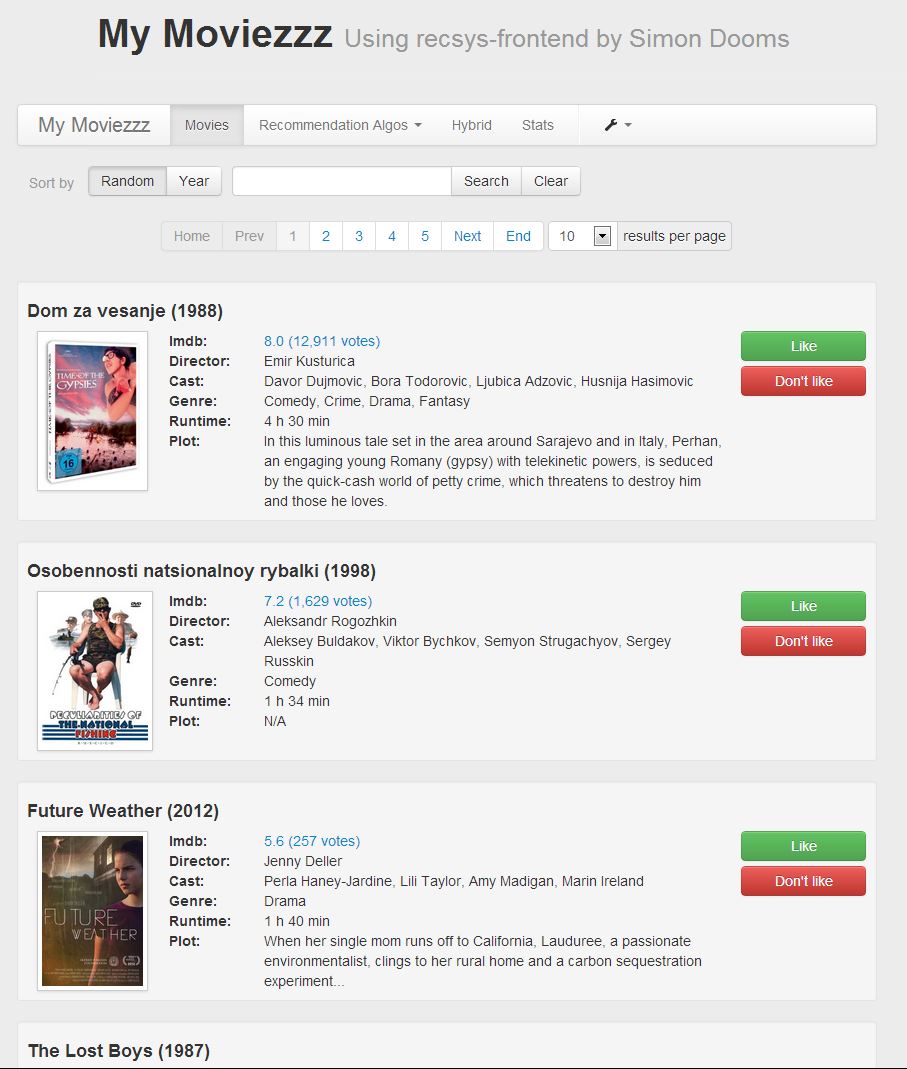 My Moviezzz Using recsys-frontend by Simon Dooms
My Moviezzz Movies Recommendation Algos Hybrid Stats
Sort by Random Year Search Clear
Home Prev 1 2 3 4 5 Next End 10 results per page
Dom za vesanje (1988)
TIME OF THE
GYPSIES
16
Imdb: 8.0 (12,911 votes)
Director: Emir Kusturica
Cast: Davor Dujmovic, Bora Todorovic, Ljubica Adzovic, Husnija Hasimovic
Genre: Comedy, Crime, Drama, Fantasy
Runtime: 4 h 30 min
Plot: In this luminous tale set in the area around Sarajevo and in Italy, Perhan,
an engaging young Romany (gypsy) with telekinetic powers, is seduced
by the quick-cash world of petty crime, which threatens to destroy him
and those he loves.
Like
Don't like
Osobennosti natsionalnoy rybalki (1998)
DVD
PECULIARITIES OF
THE NATIONAL
FISHING
Imdb: 7.2 (1,629 votes)
Director: Aleksandr Rogozhkin
Cast: Aleksey Buldakov, Viktor Bychkov, Semyon Strugachyov, Sergey
Russkin
Genre: Comedy
Runtime: 1 h 34 min
Plot: N/A
Like
Don't like
Future Weather (2012)
FUTURE
WEATHER
Imdb: 5.6 (257 votes)
Director: Jenny Deller
Cast: Perla Haney-Jardine, Lili Taylor, Amy Madigan, Marin Ireland
Genre: Drama
Runtime: 1 h 40 min
Plot: When her single mom runs off to California, Lauduree, a passionate
environmentalist, clings to her rural home and a carbon sequestration
experiment...
Like
Don't like
The Lost Boys (1987)